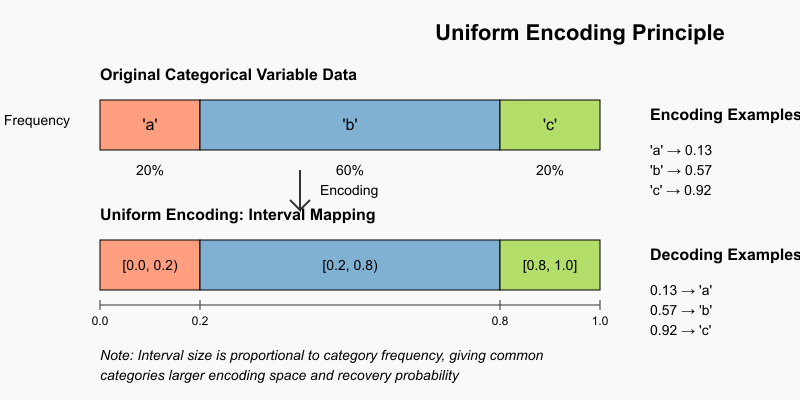 Uniform Encoding Principle
Original Categorical Variable Data
Frequency
'a'
'b'
'c'
20%
60%
20%
Encoding
Uniform Encoding: Interval Mapping
[0.0, 0.2)
[0.2, 0.8)
[0.8, 1.0]
0.0
0.2
0.8
1.0
Note: Interval size is proportional to category frequency, giving common
categories larger encoding space and recovery probability
Encoding Examples
'a' → 0.13
'b' → 0.57
'c' → 0.92
Decoding Examples
0.13 → 'a'
0.57 → 'b'
0.92 → 'c'